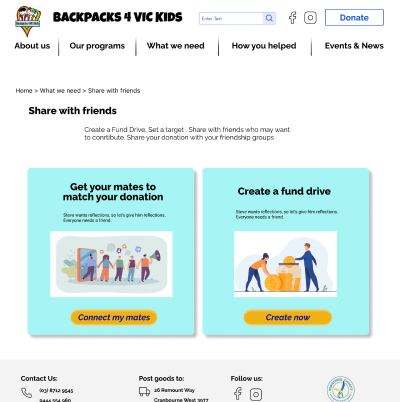 BACKPACKS 4 VIC KIDS
Enter Text
Donate
About us
Our programs
What we need
How you helped
Events & News
Home > What we need > Share with friends
Share with friends
Create a Fund Drive, Set a target . Share with friends who may want
to conrtibute. Share your donation with your friendship groups
Get your mates to
match your donation
Steve wants reflections, so let's give him reflections.
Everyone needs a friend.
Connect my mates
Create a fund drive
Steve wants reflections, so let's give him reflections.
Everyone needs a friend.
Create now
Contact Us:
(03) 8712 9545
0444 554 980
Post goods to:
26 Remount Way
Cranbourne West 3977
Follow us: